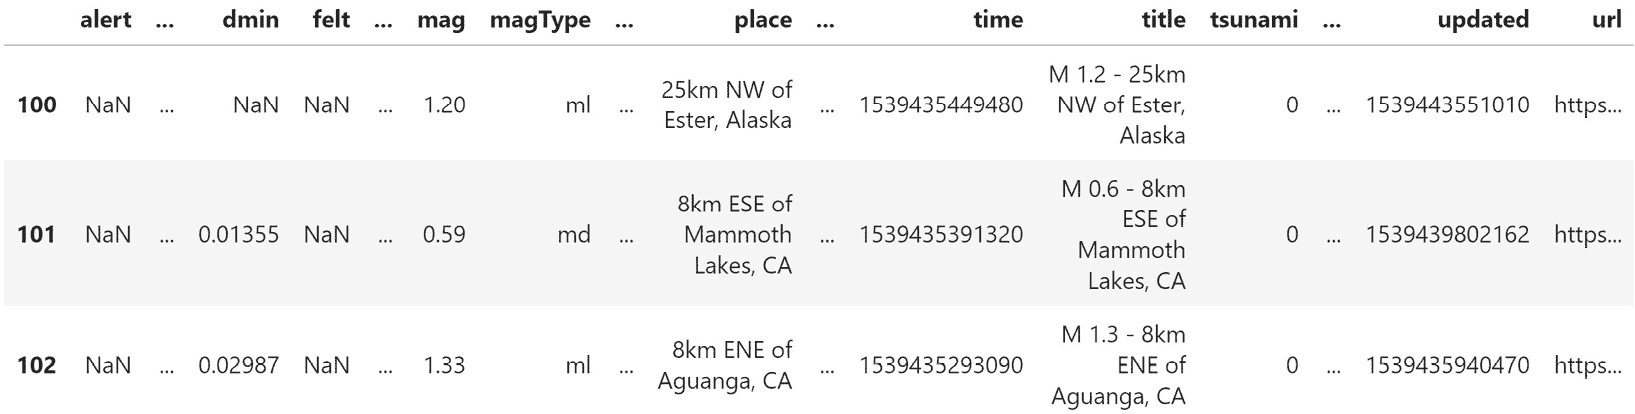 alert ... dmin felt ... mag magType ... place ... time title tsunami ... updated url
100 NaN ... NaN NaN ... 1.20 ml ... 25km NW of Ester, Alaska ... 1539435449480 M 1.2 - 25km NW of Ester, Alaska 0 ... 1539443551010 https...
101 NaN ... 0.01355 NaN ... 0.59 md ... 8km ESE of Mammoth Lakes, CA ... 1539435391320 M 0.6 - 8km ESE of Mammoth Lakes, CA 0 ... 1539439802162 https...
102 NaN ... 0.02987 NaN ... 1.33 ml ... 8km ENE of Aguanga, CA ... 1539435293090 M 1.3 - 8km ENE of Aguanga, CA 0 ... 1539435940470 https...